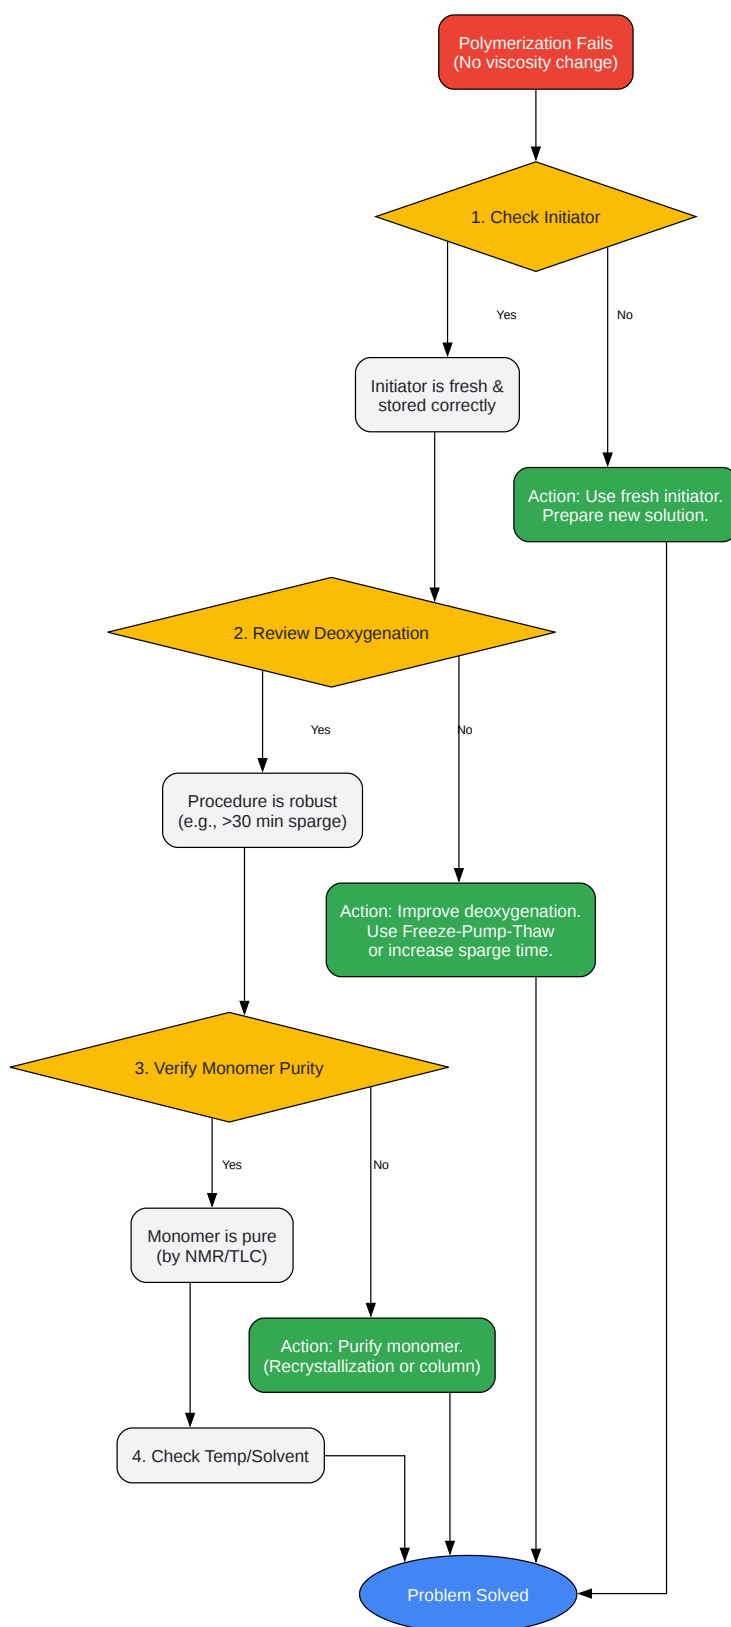 Polymerization Fails
(No viscosity change)
1. Check Initiator
Yes
No
Initiator is fresh &
stored correctly
Action: Use fresh initiator.
Prepare new solution.
2. Review Deoxygenation
Yes
No
Procedure is robust
(e.g., >30 min sparge)
Action: Improve deoxygenation.
Use Freeze-Pump-Thaw
or increase sparge time.
3. Verify Monomer Purity
Yes
No
Monomer is pure
(by NMR/TLC)
Action: Purify monomer.
(Recrystallization or column)
4. Check Temp/Solvent
Problem Solved